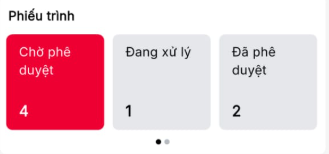 Phiếu trình
Chờ phê
duyệt
4
Đang xử lý
1
Đã phê
duyệt
2